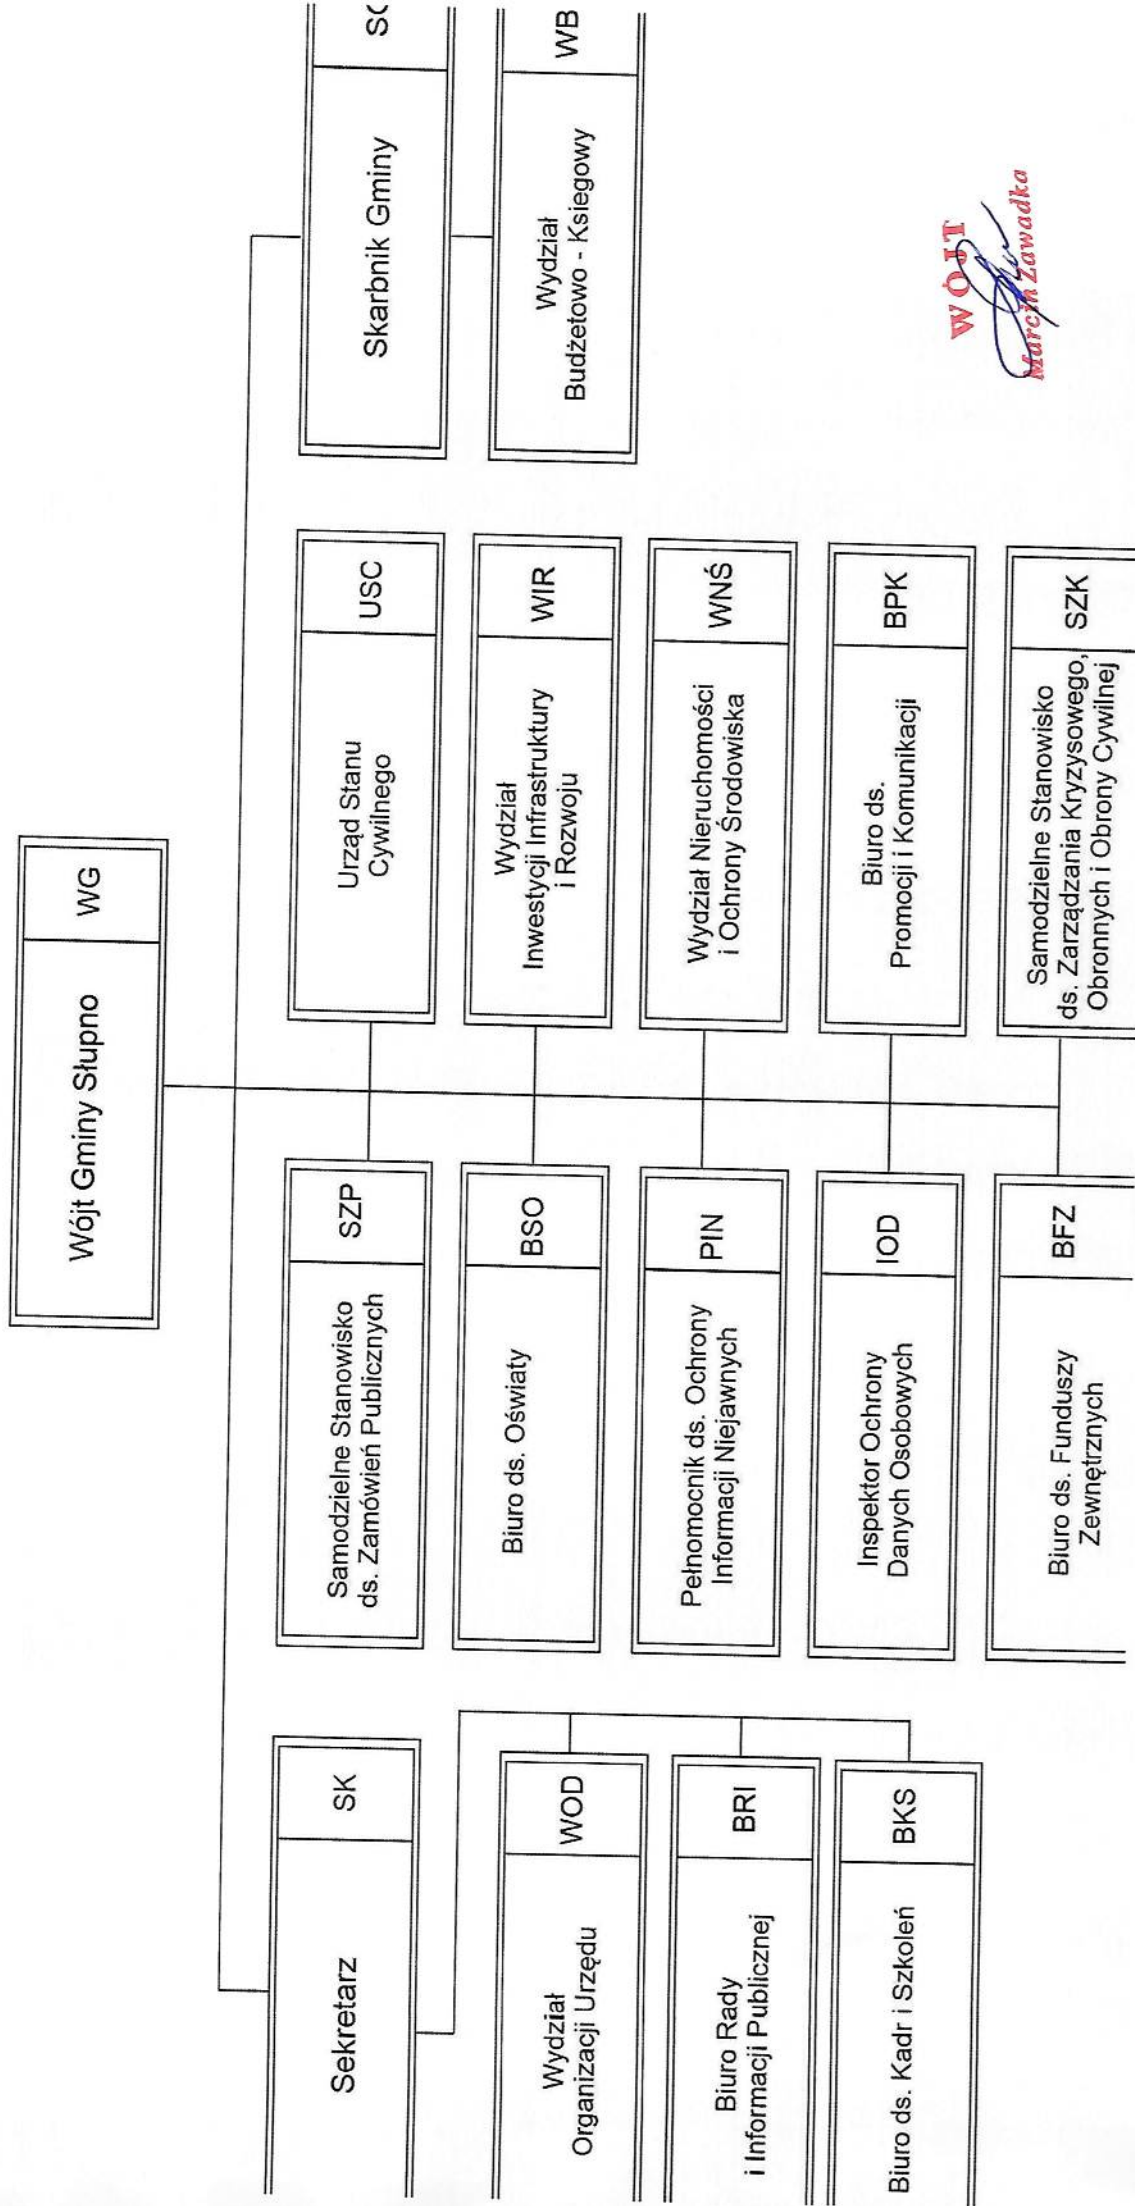 Wójt Gminy Słupno
WG
Sekretarz
SK
Wydział
Organizacji Urzędu
WOD
Biuro Rady
i Informacji Publicznej
BRI
Biuro ds. Kadr i Szkoleń
BKS
Samodzielne Stanowisko
ds. Zamówień Publicznych
SZP
Biuro ds. Oświaty
BSO
Pełnomocnik ds. Ochrony
Informacji Niejawnych
PIN
Inspektor Ochrony
Danych Osobowych
IOD
Biuro ds. Funduszy
Zewnętrznych
BFZ
Urząd Stanu
Cywilnego
USC
Wydział
Inwestycji Infrastruktury
i Rozwoju
WIR
Wydział Nieruchomości
i Ochrony Środowiska
WNŚ
Biuro ds.
Promocji i Komunikacji
BPK
Samodzielne Stanowisko
ds. Zarządzania Kryzysowego,
Obronnych i Obrony Cywilnej
SZK
Skarbnik Gminy
Wydział
Budżetowo - Ksiegowy
WB
WÓJT
Marcin Zawadka